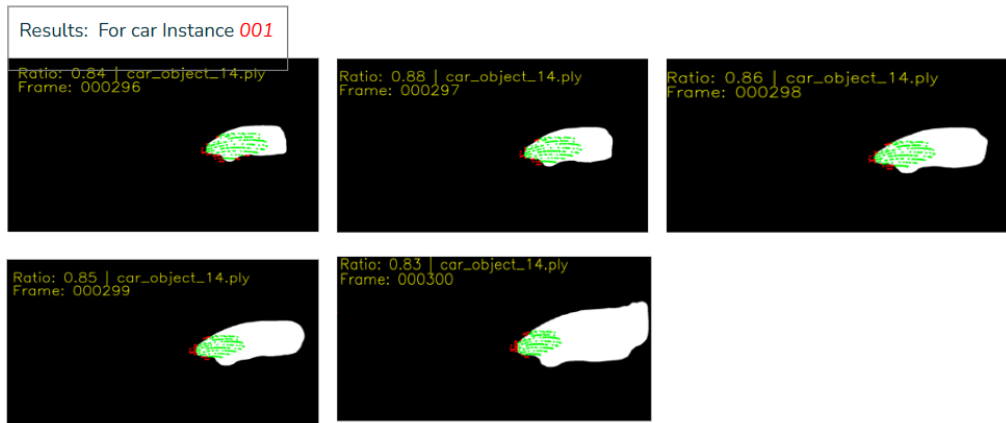 Results: For car Instance 001
Ratio: 0.84 | car_object_14.ply
Frame: 000296
Ratio: 0.88 | car_object_14.ply
Frame: 000297
Ratio: 0.86 | car_object_14.ply
Frame: 000298
Ratio: 0.85 | car_object_14.ply
Frame: 000299
Ratio: 0.83 | car_object_14.ply
Frame: 000300